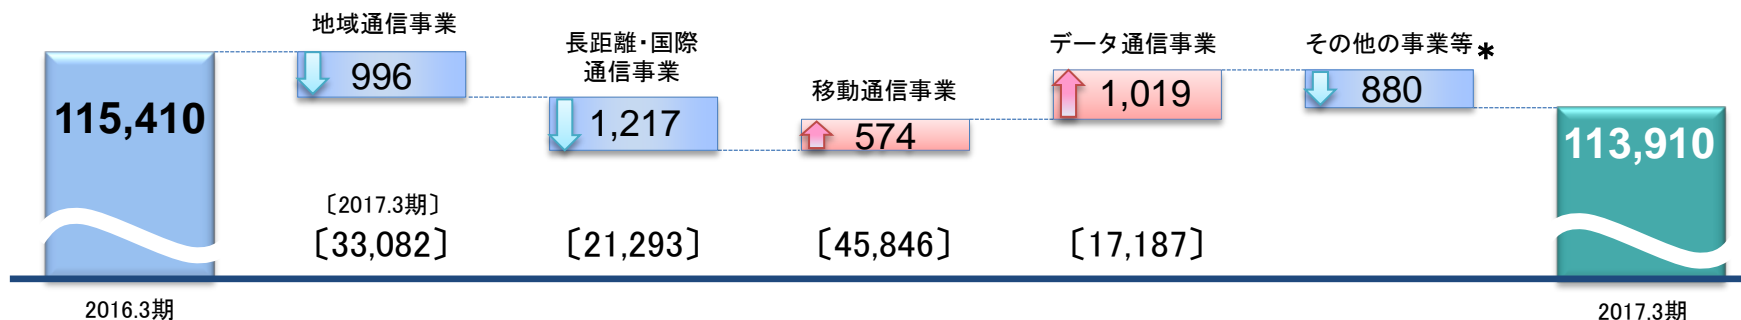 地域通信事業
996
長距離・国際
通信事業
1,217
移動通信事業
574
データ通信事業
1,019
その他の事業等*
880
115,410
113,910
〔2017.3期〕
〔33,082〕
〔21,293〕
〔45,846〕
〔17,187〕
2016.3期
2017.3期